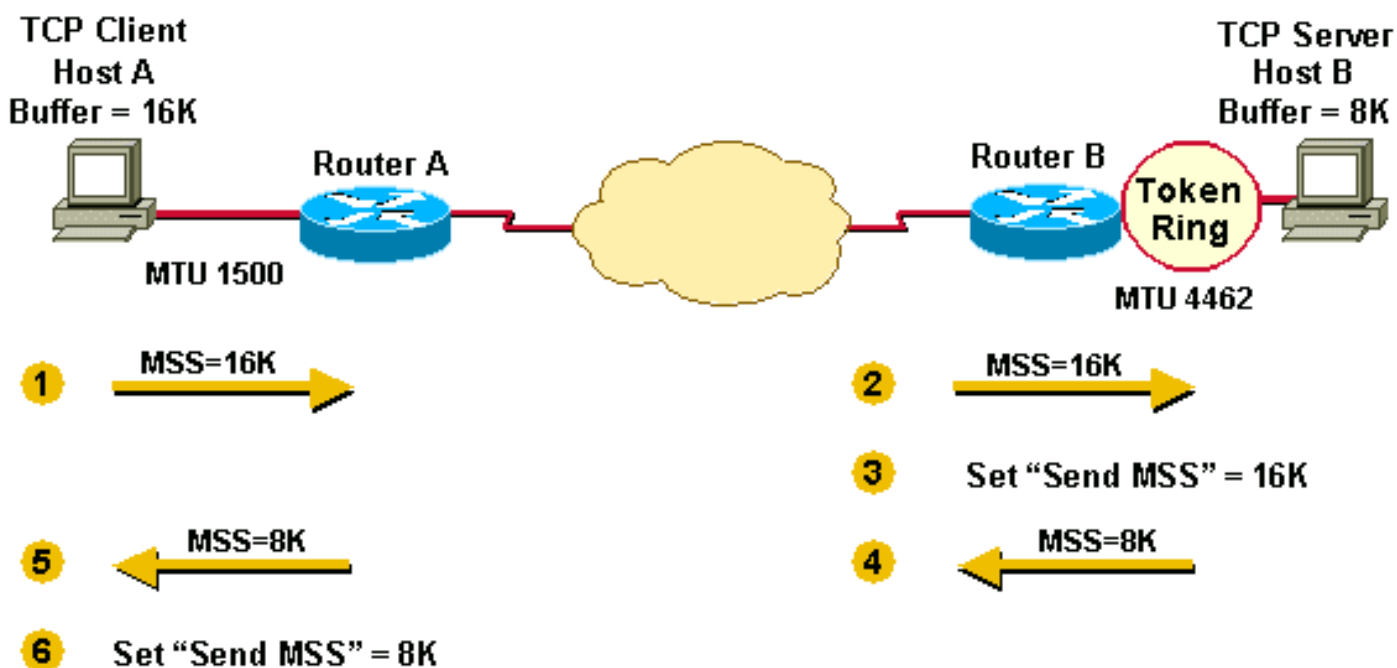 TCP Client
Host A
Buffer = 16K
TCP Server
Host B
Buffer = 8K
Router A
Router B
Token
Ring
MTU 1500
MTU 4462
1 MSS=16K
2 MSS=16K
3 Set “Send MSS” = 16K
5 MSS=8K
4 MSS=8K
6 Set “Send MSS” = 8K